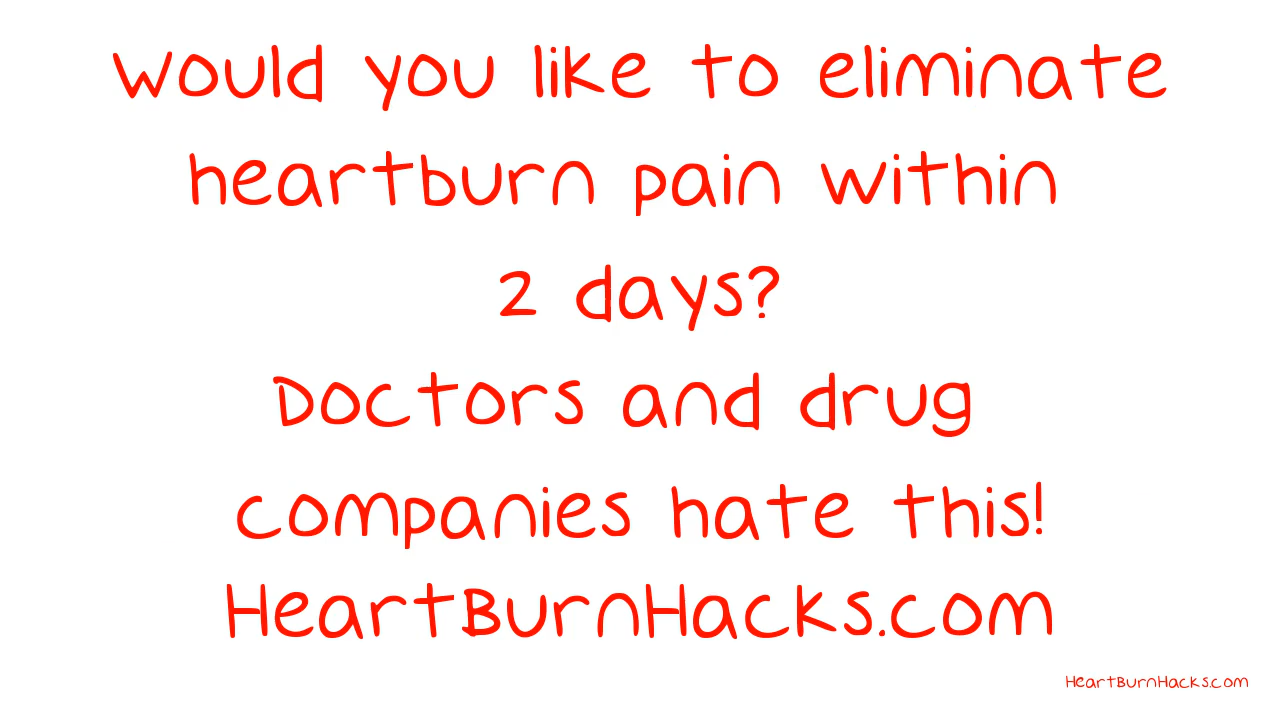 Would you like to eliminate
heartburn pain within
2 days?
Doctors and drug
companies hate this!
HeartBurnHacks.com
HeartBurnHacks.com